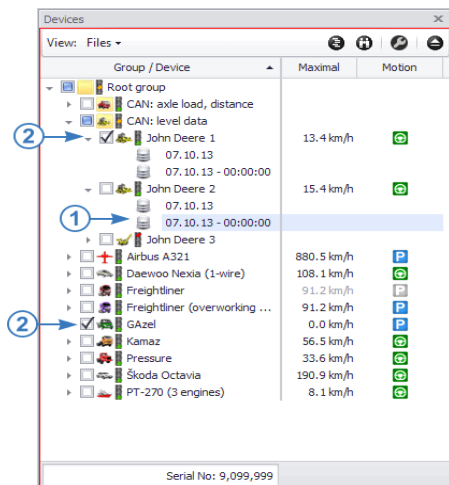 Devices
View: Files
Group / Device Maximal Motion
Root group
CAN: axle load, distance
CAN: level data
2 John Deere 1 13.4 km/h
07.10.13
07.10.13 - 00:00:00
John Deere 2 15.4 km/h
07.10.13
1 07.10.13 - 00:00:00
John Deere 3
Airbus A321 880.5 km/h P
Daewoo Nexia (1-wire) 108.1 km/h
Freightliner 91.2 km/h P
Freightliner (overworking ... 91.2 km/h P
2 GAzel 0.0 km/h P
Kamaz 56.5 km/h
Pressure 33.6 km/h
Škoda Octavia 190.9 km/h
PT-270 (3 engines) 8.1 km/h
Serial No: 9,099,999